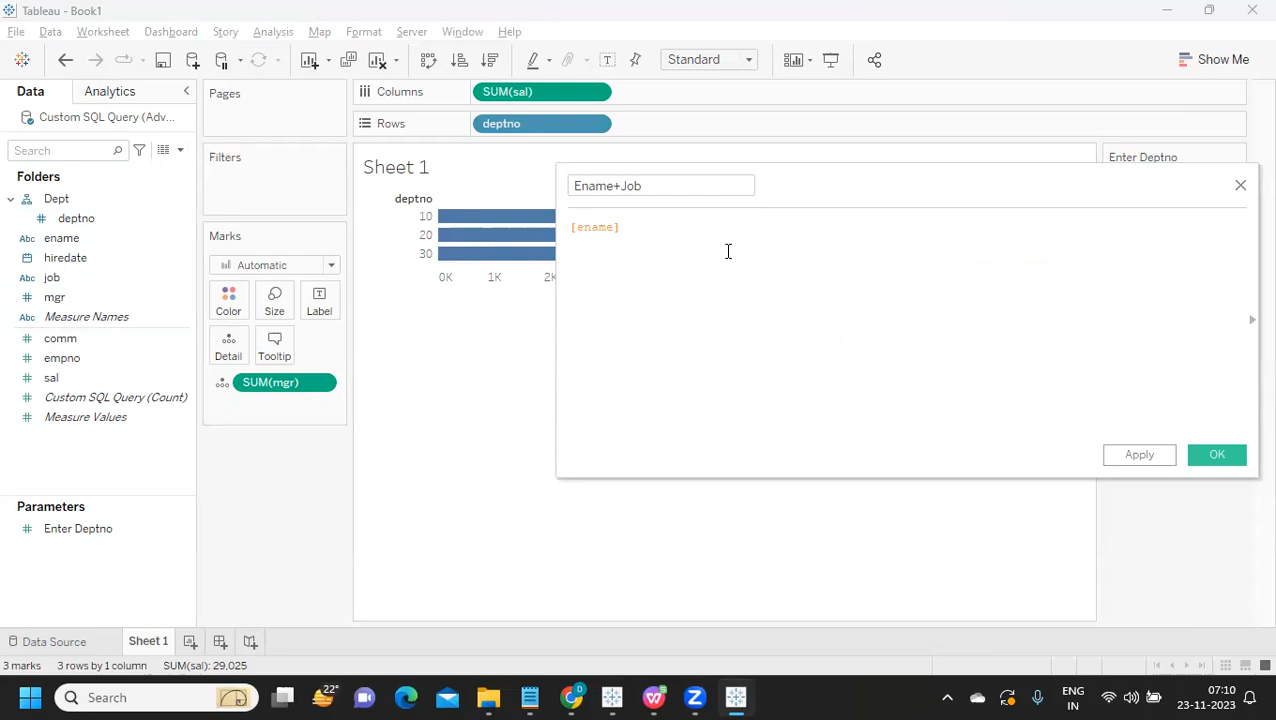 Tableau - Book1
File Data Worksheet Dashboard Story Analysis Map Format Server Window Help
Standard
Show Me
Data Analytics
Pages
Columns SUM(sal)
Custom SQL Query (Adv...
Rows deptno
Search
Filters
Sheet 1
Enter Deptno
Folders
Ename+Job
Dept
deptno
deptno
10
[ename]
Abc ename
Marks
20
hiredate
30
Automatic
Abc job
0K 1K 2K
mgr
Color Size Label
Abc Measure Names
comm
Detail Tooltip
empno
sal
SUM(mgr)
Custom SQL Query (Count)
Measure Values
Apply OK
Parameters
Enter Deptno
Data Source Sheet 1
3 marks 3 rows by 1 column SUM(sal): 29,025
Search
22°
ENG
IN
07:10
23-11-2023